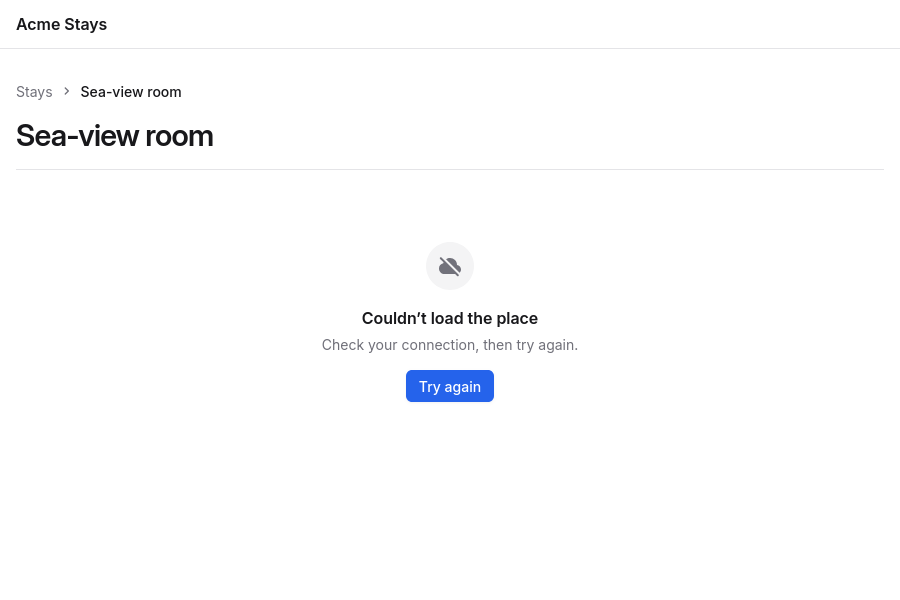 Acme Stays
Stays
Sea-view room
Sea-view room
Couldn’t load the place
Check your connection, then try again.
Try again